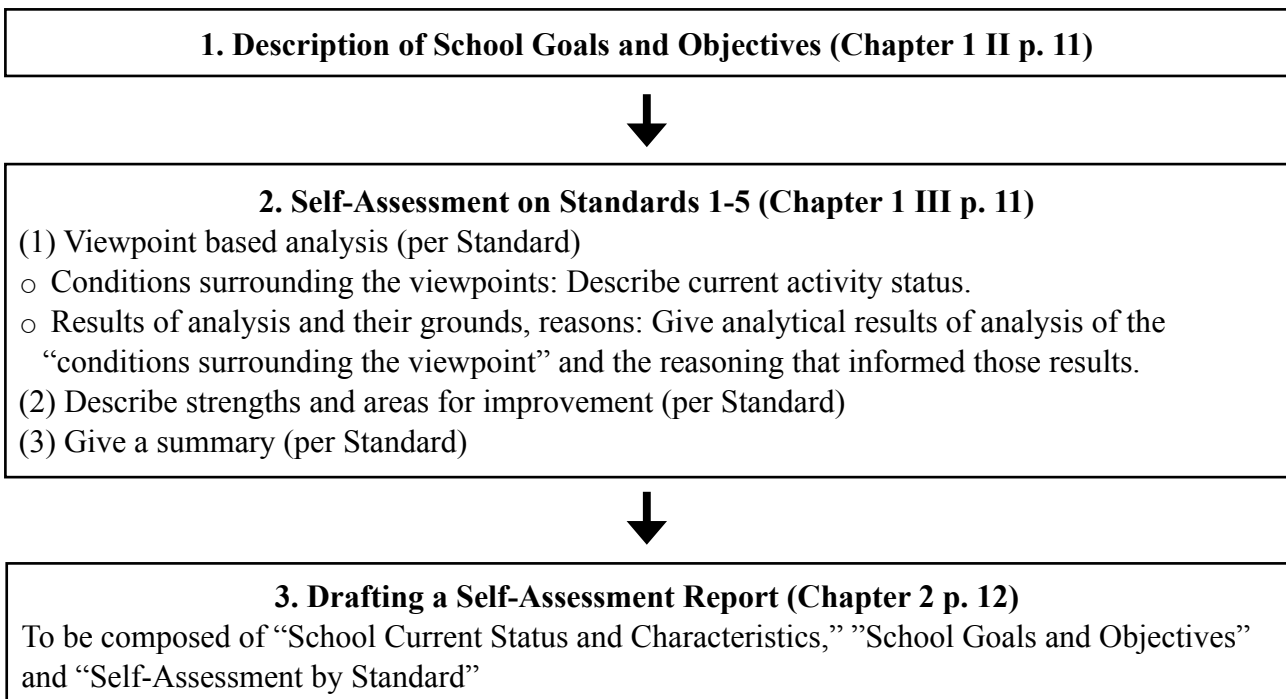 1. Description of School Goals and Objectives (Chapter 1 II p. 11)
2. Self-Assessment on Standards 1-5 (Chapter 1 III p. 11)
(1) Viewpoint based analysis (per Standard)
○ Conditions surrounding the viewpoints: Describe current activity status.
○ Results of analysis and their grounds, reasons: Give analytical results of analysis of the
“conditions surrounding the viewpoint” and the reasoning that informed those results.
(2) Describe strengths and areas for improvement (per Standard)
(3) Give a summary (per Standard)
3. Drafting a Self-Assessment Report (Chapter 2 p. 12)
To be composed of “School Current Status and Characteristics,” ”School Goals and Objectives”
and “Self-Assessment by Standard”